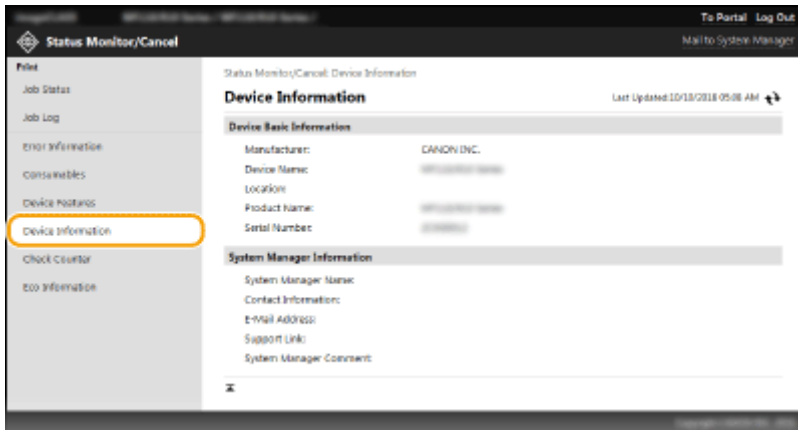 To Portal Log Out
Status Monitor/Cancel
Mail to System Manager
Print
Job Status
Job Log
Error Information
Consumables
Device Features
Device Information
Check Counter
Eco Information
Status Monitor/Cancel: Device Information
Device Information
Last Updated:10/18/2018 05:08 AM
Device Basic Information
Manufacturer: CANON INC.
Device Name:
Location:
Product Name:
Serial Number:
System Manager Information
System Manager Name:
Contact Information:
E-Mail Address:
Support Link:
System Manager Comment: